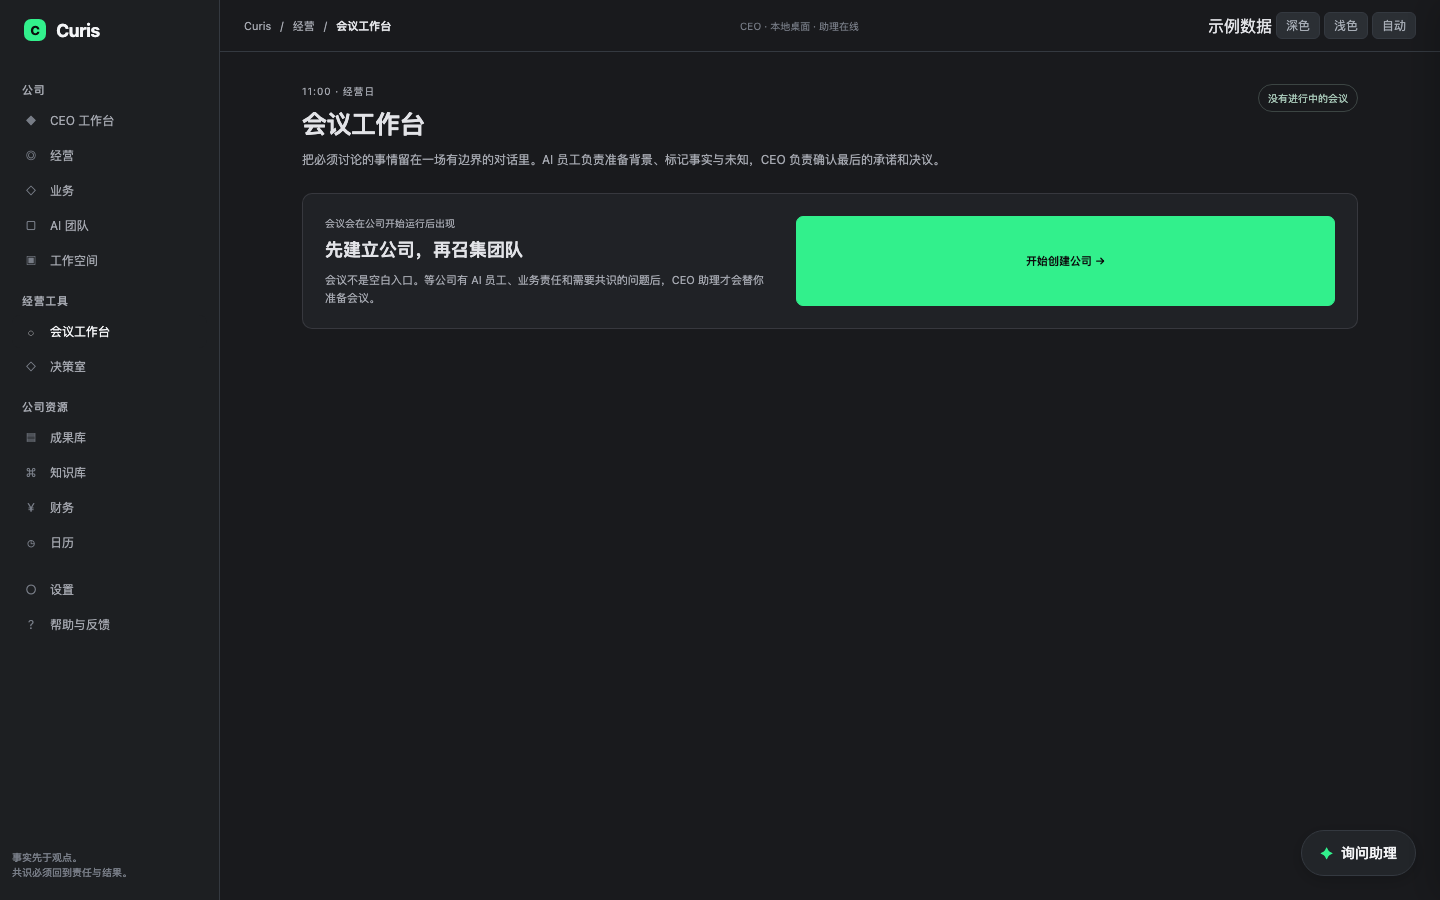 C Curis
公司
CEO 工作台
经营
业务
AI 团队
工作空间
经营工具
会议工作台
决策室
公司资源
成果库
⌘ 知识库
¥ 财务
日历
设置
? 帮助与反馈
事实先于观点。
共识必须回到责任与结果。
Curis / 经营 / 会议工作台
CEO · 本地桌面 · 助理在线
示例数据 深色 浅色 自动
11:00 · 经营日
会议工作台
把必须讨论的事情留在一场有边界的对话里。AI 员工负责准备背景、标记事实与未知，CEO 负责确认最后的承诺和决议。
没有进行中的会议
会议会在公司开始运行后出现
先建立公司，再召集团队
会议不是空白入口。等公司有 AI 员工、业务责任和需要共识的问题后，CEO 助理才会替你
准备会议。
开始创建公司 →
询问助理